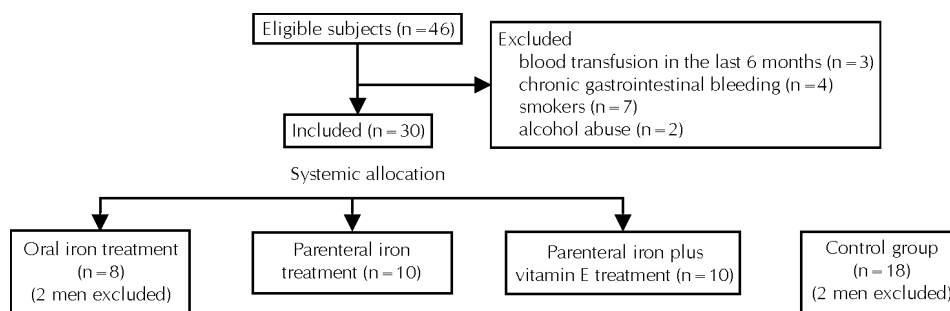 Eligible subjects (n=46)
Excluded
blood transfusion in the last 6 months (n=3)
chronic gastrointestinal bleeding (n=4)
smokers (n=7)
alcohol abuse (n=2)
Included (n=30)
Systemic allocation
Oral iron treatment
(n=8)
(2 men excluded)
Parenteral iron
treatment (n=10)
Parenteral iron plus
vitamin E treatment (n=10)
Control group
(n=18)
(2 men excluded)